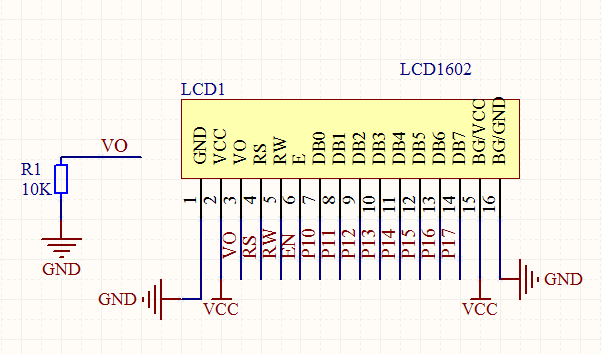 LCD1602
LCD1
GND VCC VO RS RW E DB0 DB1 DB2 DB3 DB4 DB5 DB6 DB7 BG/VCC BG/GND
VO
R1
10K
1 2 3 4 5 6 7 8 9 10 11 12 13 14 15 16
VO RS RW EN P10 P11 P12 P13 P14 P15 P16 P17
GND
GND
GND
VCC
VCC